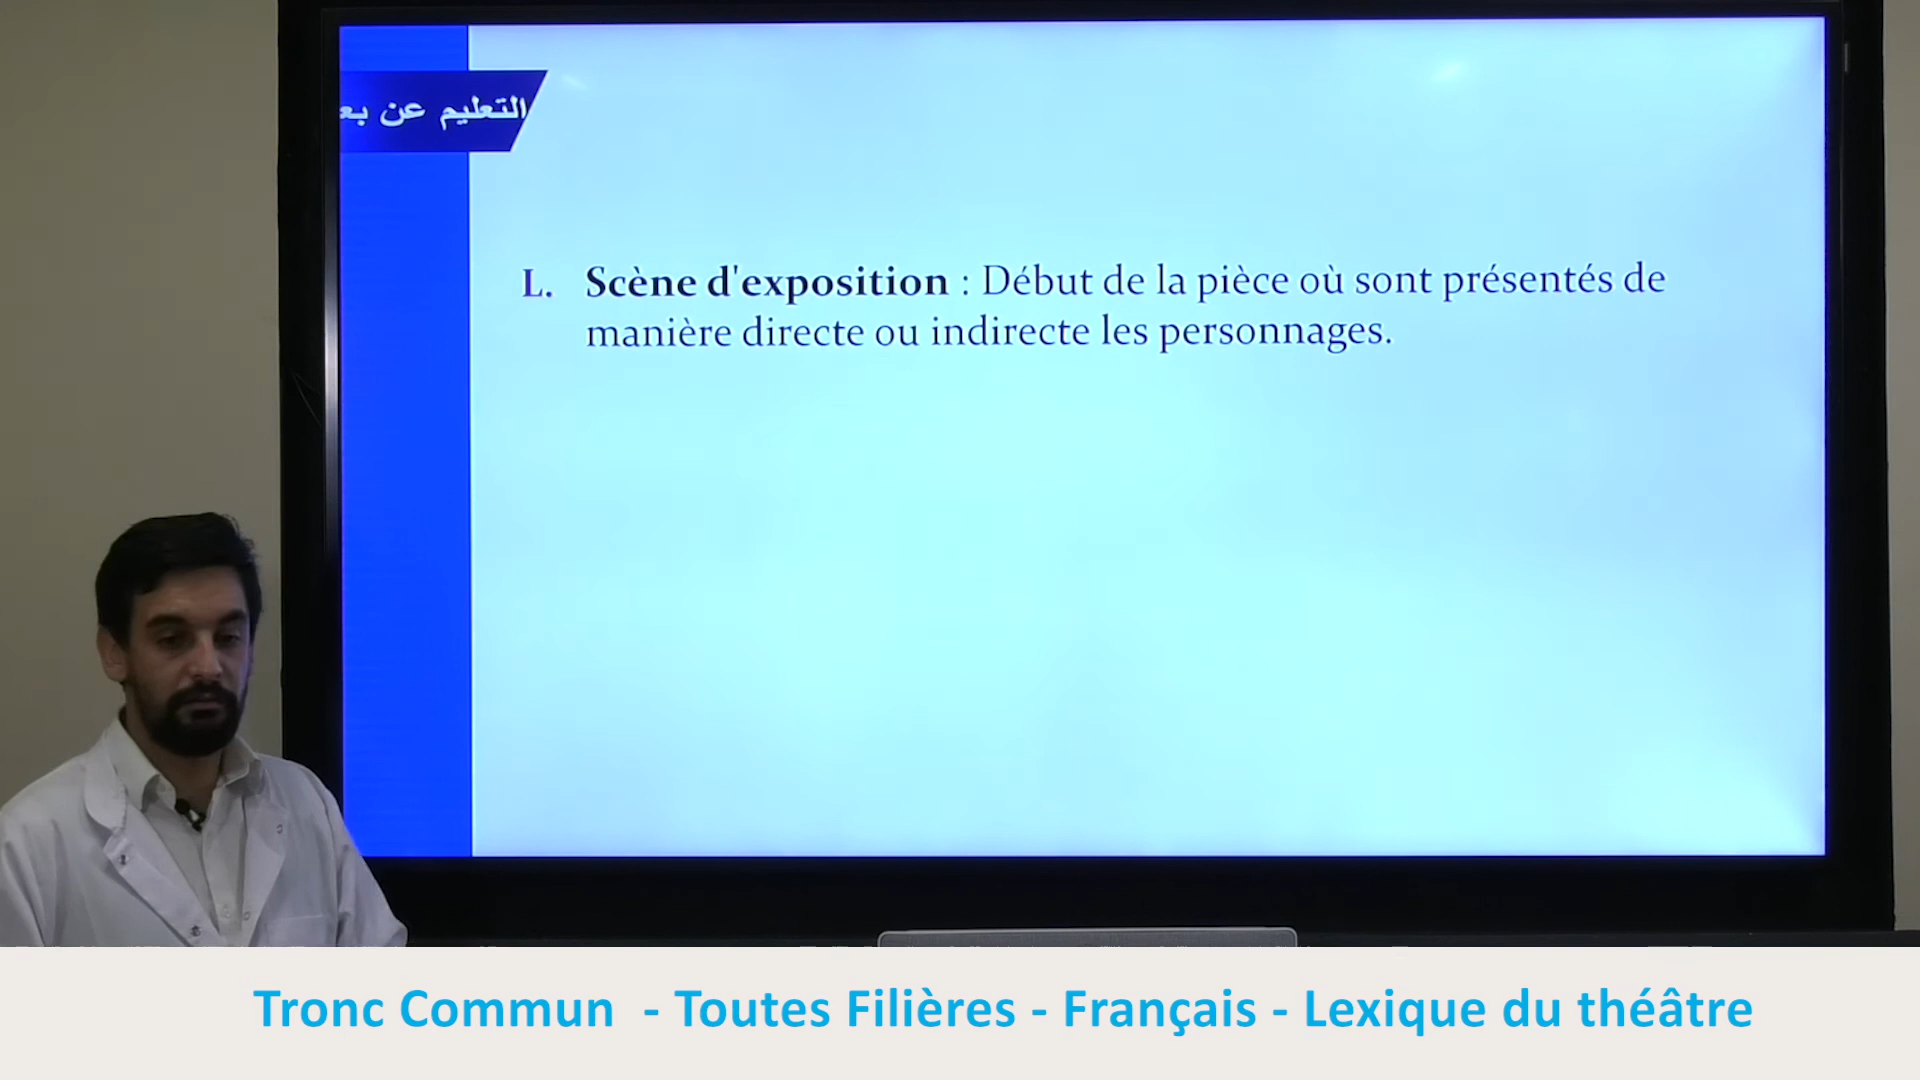 التعليم عن بعد
L. Scène d'exposition : Début de la pièce où sont présentés de
manière directe ou indirecte les personnages.
Tronc Commun - Toutes Filières - Français - Lexique du théâtre